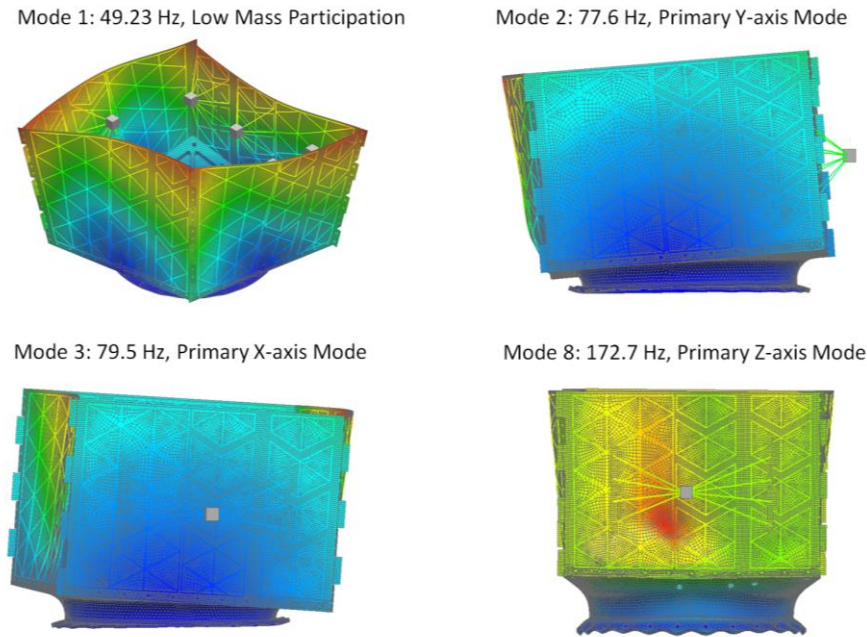 Mode 1: 49.23 Hz, Low Mass Participation
Mode 2: 77.6 Hz, Primary Y-axis Mode
Mode 3: 79.5 Hz, Primary X-axis Mode
Mode 8: 172.7 Hz, Primary Z-axis Mode